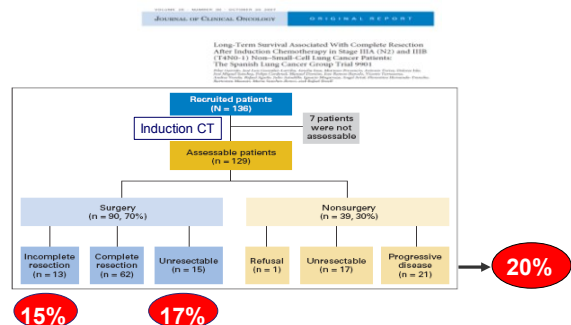 JOURNAL OF CLINICAL ONCOLOGY
ORIGINAL REPORT
Long-Term Survival Associated With Complete Resection
After Induction Chemotherapy in Stage IIIA (N2) and IIIB
(T4N0-1) Non–Small-Cell Lung Cancer Patients:
The Spanish Lung Cancer Group Trial 9901
Recruited patients
(N = 136)
Induction CT
7 patients
were not
assessable
Assessable patients
(n = 129)
Surgery
(n = 90, 70%)
Nonsurgery
(n = 39, 30%)
Incomplete
resection
(n = 13)
Complete
resection
(n = 62)
Unresectable
(n = 15)
Refusal
(n = 1)
Unresectable
(n = 17)
Progressive
disease
(n = 21)
20%
15%
17%